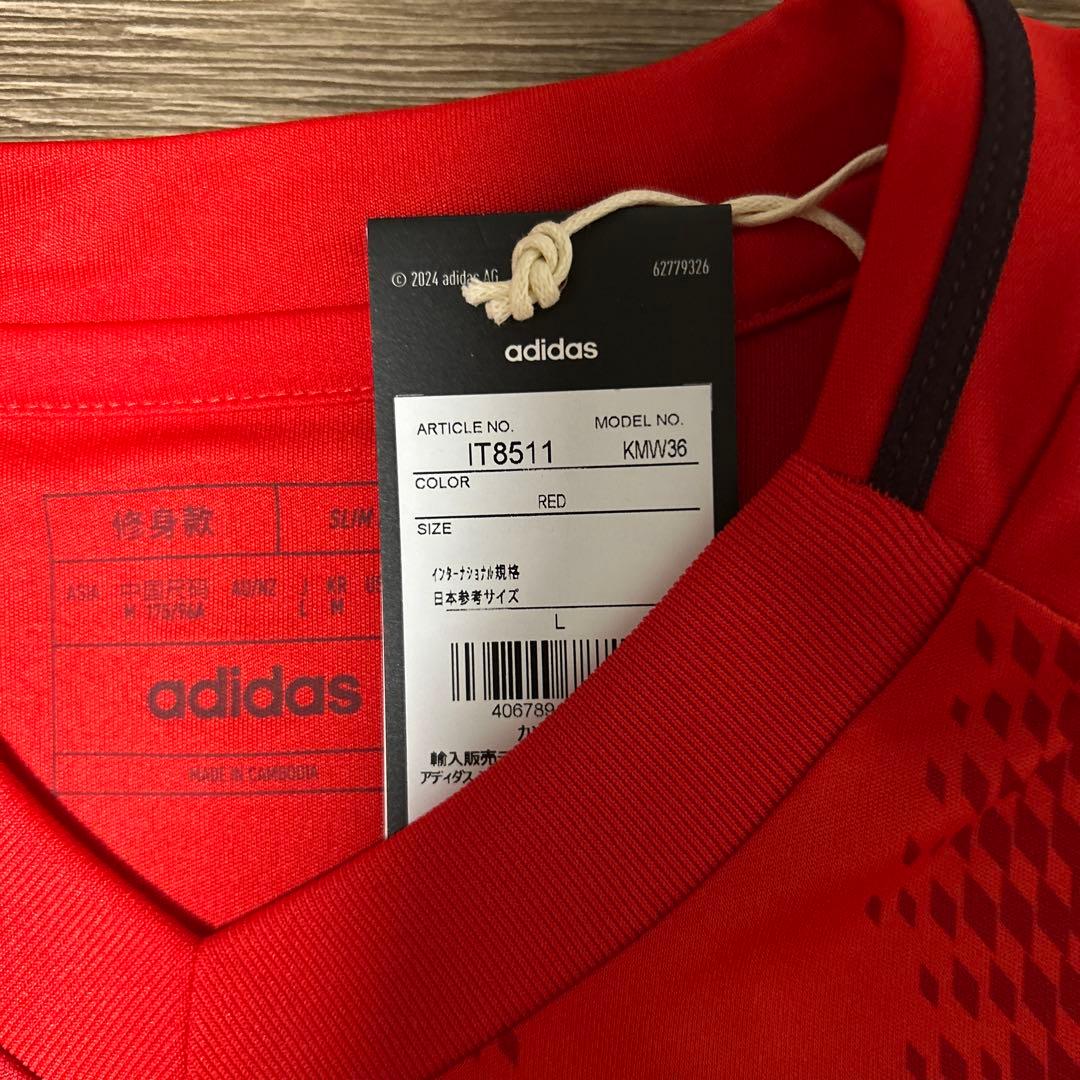 © 2024 adidas AG
62779326
adidas
ARTICLE NO.
MODEL NO.
IT8511
KMW36
COLOR
RED
SIZE
インターナショナル規格
日本参考サイズ
L
406789
輸入販売
アディダス
修身款
SLIM
ASIA 中国尺码 AU/NZ J KR
M L M
adidas
MADE IN CAMBODIA